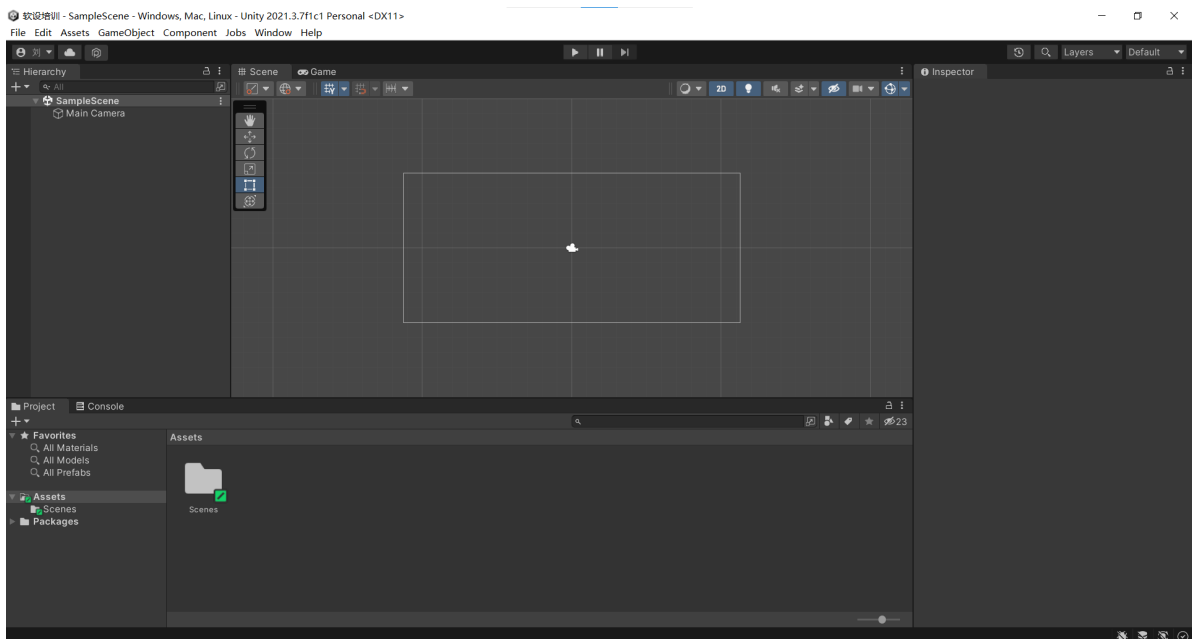 软设培训 - SampleScene - Windows, Mac, Linux - Unity 2021.3.7f1c1 Personal <DX11>
File Edit Assets GameObject Component Jobs Window Help
刘 Layers Default
Hierarchy Scene Game Inspector
All 2D
SampleScene
Main Camera
Project Console
23
Favorites Assets
All Materials
All Models
All Prefabs
Assets
Scenes Scenes
Packages